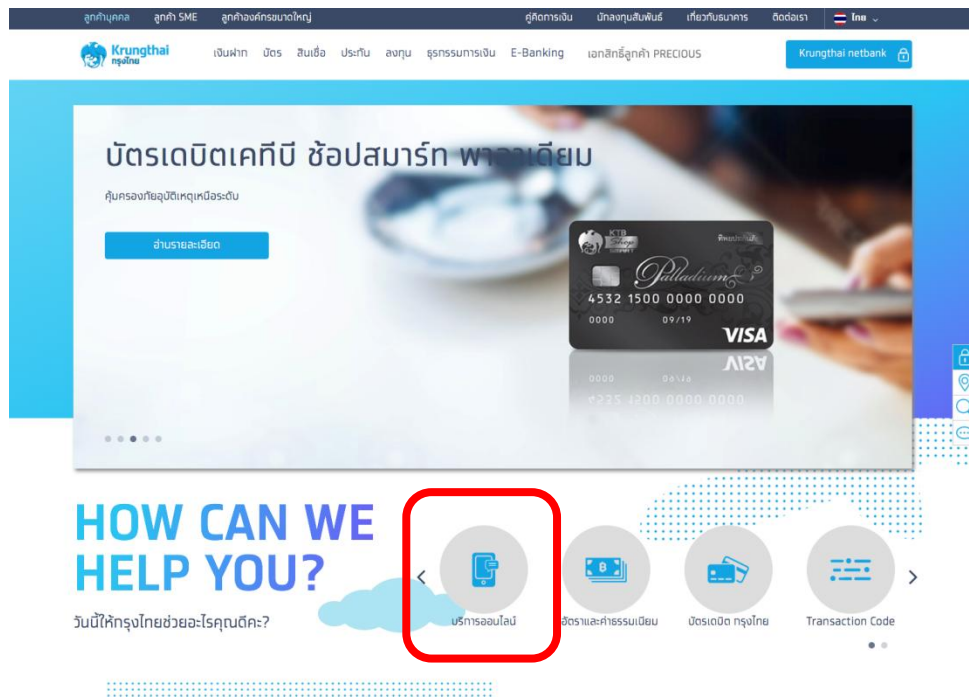 ลูกค้าบุคคล ลูกค้า SME ลูกค้าองค์กรขนาดใหญ่ คู่คิดการเงิน นักลงทุนสัมพันธ์ เกี่ยวกับธนาคาร ติดต่อเรา ไทย
Krungthai
กรุงไทย
เงินฝาก บัตร สินเชื่อ ประกัน ลงทุน ธุรกรรมการเงิน E-Banking เอกสิทธิ์ลูกค้า PRECIOUS Krungthai netbank
บัตรเดบิตเคทีบี ช้อปสมาร์ท พาลาเดียม
คุ้มครองภัยอุบัติเหตุเหนือระดับ
อ่านรายละเอียด
KTB
Shop
SMART
Palladium
4532 1500 0000 0000
0000 09/19
VISA
HOW CAN WE
HELP YOU?
วันนี้ให้กรุงไทยช่วยอะไรคุณดีคะ?
บริการออนไลน์
อัตราและค่าธรรมเนียม
บัตรเดบิต กรุงไทย
Transaction Code